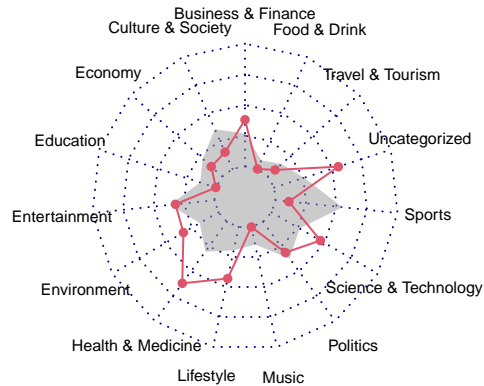 Business & Finance
Culture & Society
Food & Drink
Economy
Travel & Tourism
Education
Uncategorized
Entertainment
Sports
Environment
Science & Technology
Health & Medicine
Politics
Lifestyle
Music